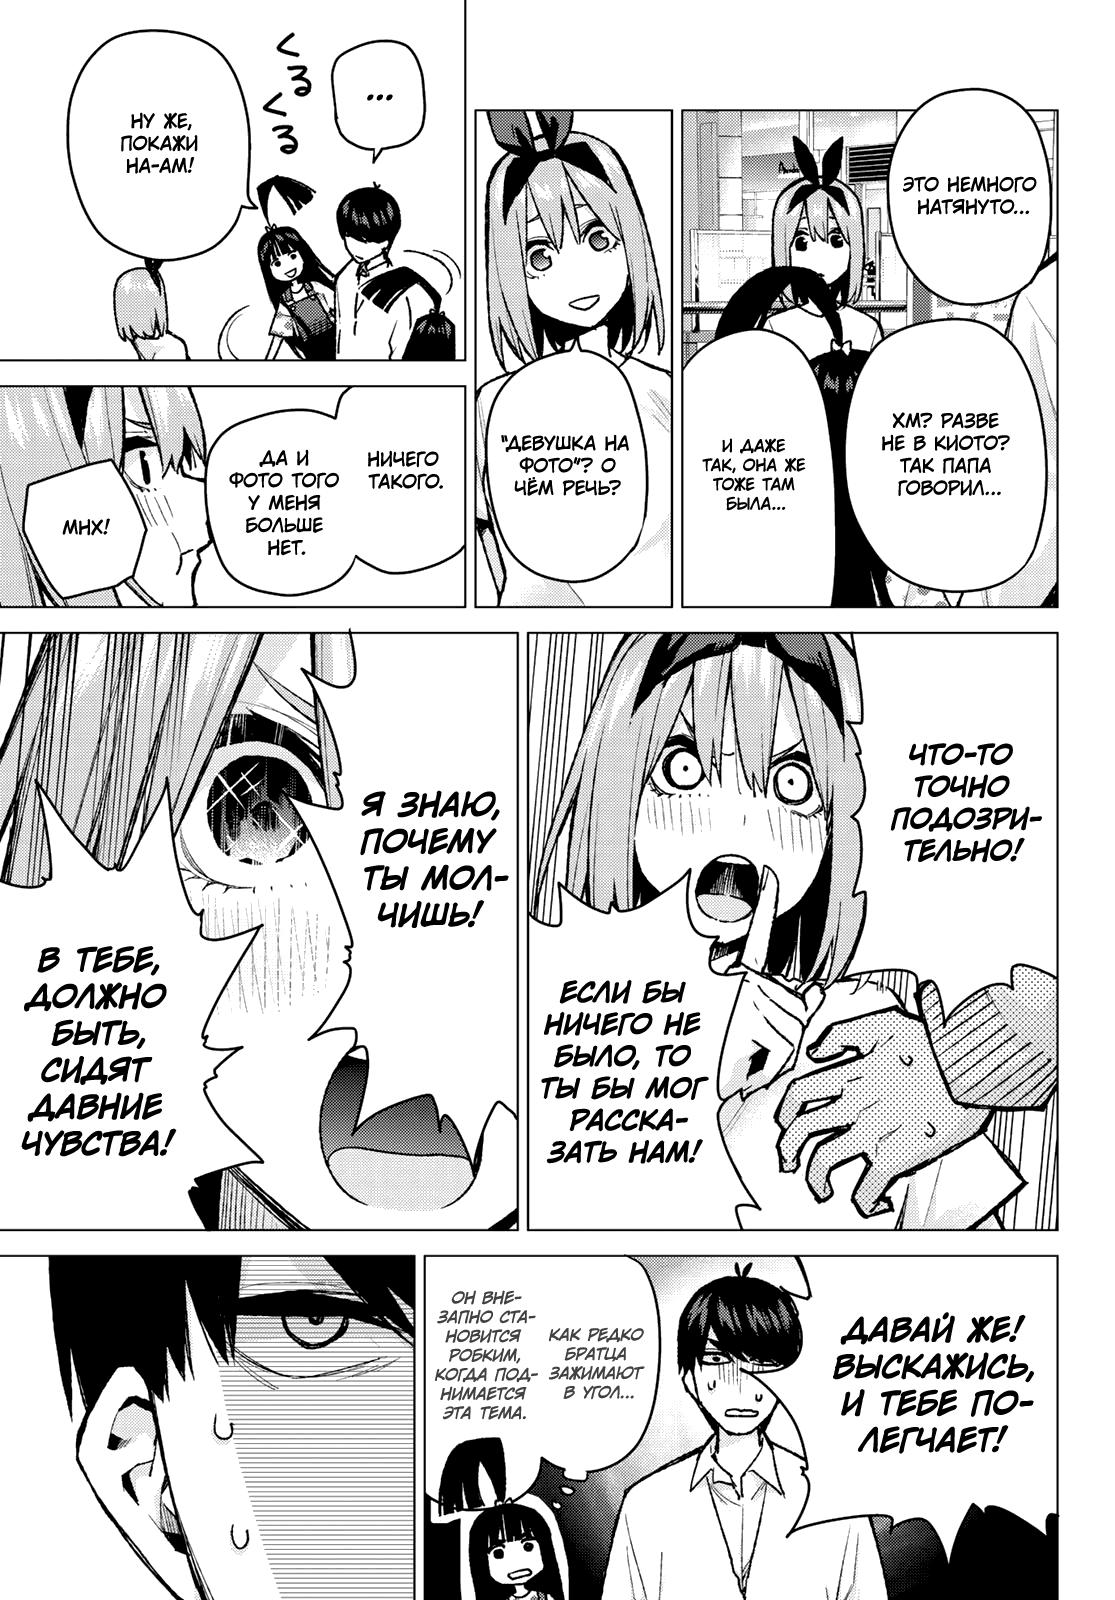 ЭТО НЕМНОГО
НАТЯНУТО...
ХМ? РАЗВЕ
НЕ В КИОТО?
ТАК ПАПА
ГОВОРИЛ...
И ДАЖЕ
ТАК, ОНА ЖЕ
ТОЖЕ ТАМ
БЫЛА...
"ДЕВУШКА НА
ФОТО"? О
ЧЁМ РЕЧЬ?
...
くるくる
НУ ЖЕ,
ПОКАЖИ
НА-АМ!
НИЧЕГО
ТАКОГО.
ДА И
ФОТО ТОГО
У МЕНЯ
БОЛЬШЕ
НЕТ.
МНХ!
ЧТО-ТО
ТОЧНО
ПОДОЗРИ-
ТЕЛЬНО!
ЕСЛИ БЫ
НИЧЕГО НЕ
БЫЛО, ТО
ТЫ БЫ МОГ
РАССКА-
ЗАТЬ НАМ!
Я ЗНАЮ,
ПОЧЕМУ
ТЫ МОЛ-
ЧИШЬ!
В ТЕБЕ,
ДОЛЖНО
БЫТЬ,
СИДЯТ
ДАВНИЕ
ЧУВСТВА!
ДАВАЙ ЖЕ!
ВЫСКАЖИСЬ,
И ТЕБЕ ПО-
ЛЕГЧАЕТ!
КАК РЕДКО
БРАТЦА
ЗАЖИМАЮТ
В УГОЛ...
ОН ВНЕ-
ЗАПНО СТА-
НОВИТСЯ
РОБКИМ,
КОГДА ПОД-
НИМАЕТСЯ
ЭТА ТЕМА.